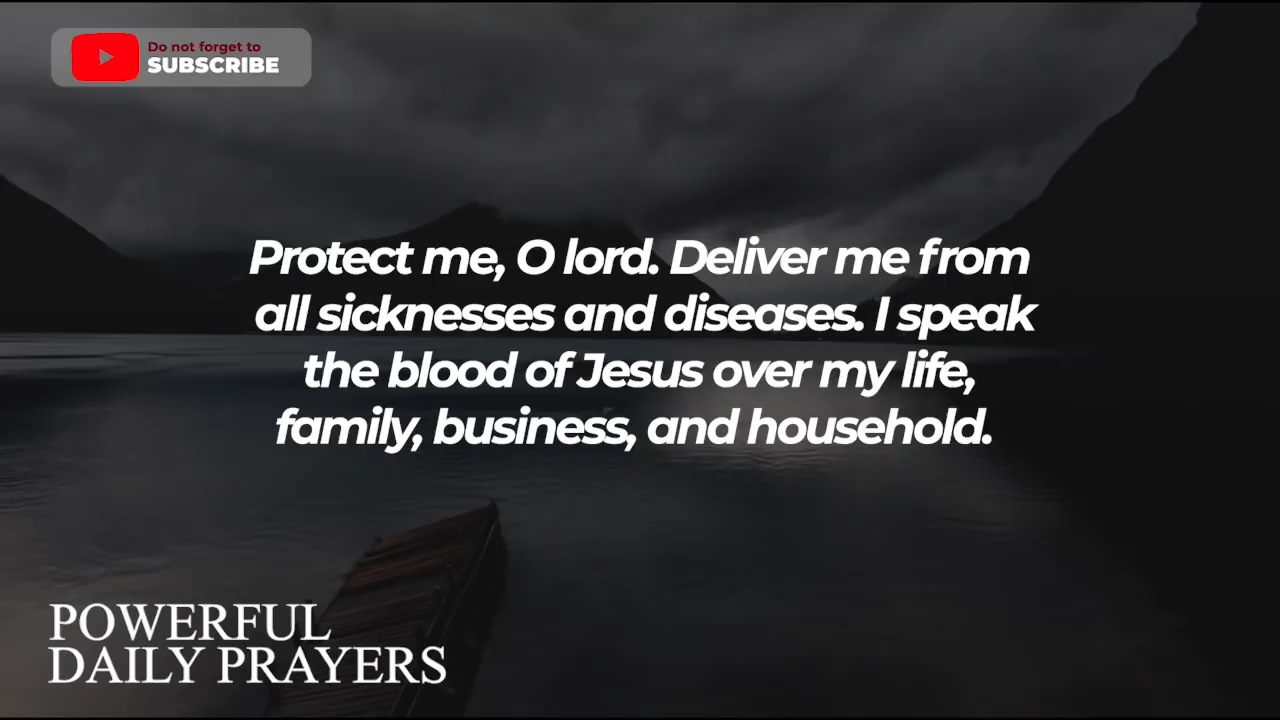 Do not forget to
SUBSCRIBE
Protect me, O lord. Deliver me from
all sicknesses and diseases. I speak
the blood of Jesus over my life,
family, business, and household.
POWERFUL
DAILY PRAYERS